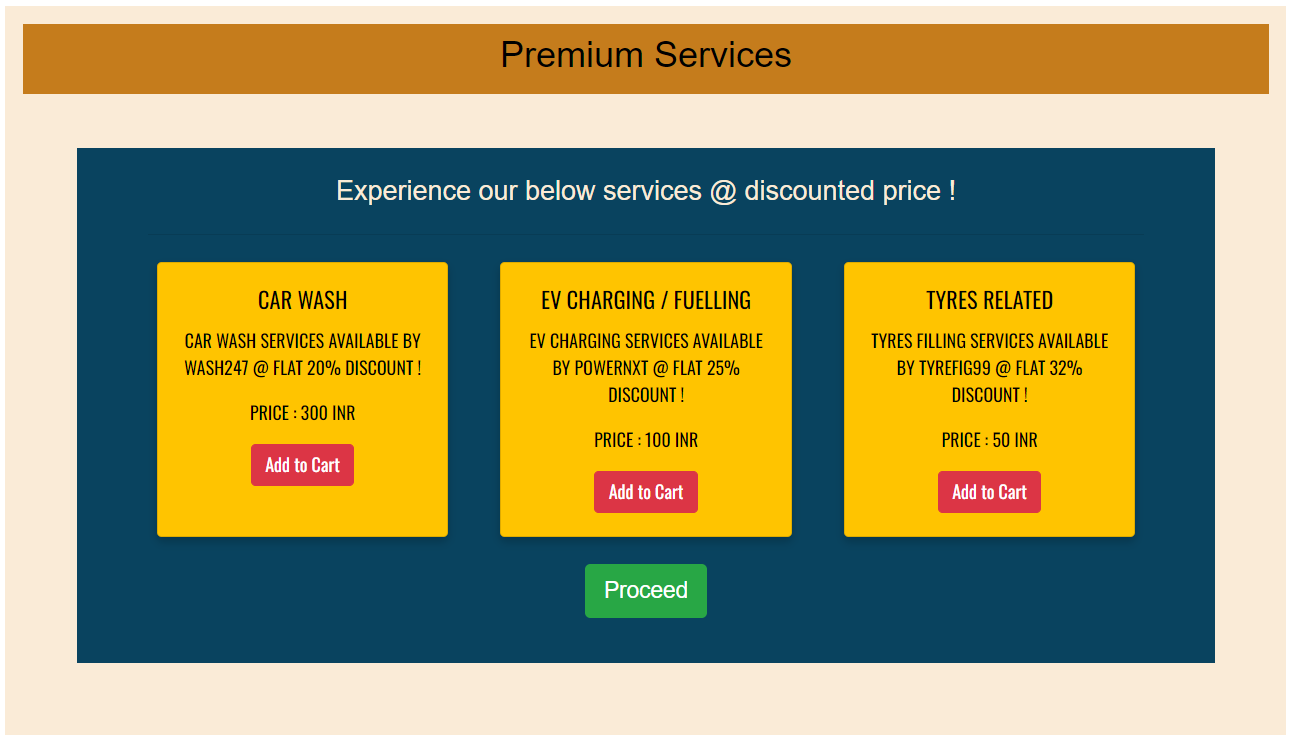 Premium Services
Experience our below services @ discounted price !
CAR WASH
CAR WASH SERVICES AVAILABLE BY
WASH247 @ FLAT 20% DISCOUNT !
PRICE : 300 INR
Add to Cart
EV CHARGING / FUELLING
EV CHARGING SERVICES AVAILABLE
BY POWERNXT @ FLAT 25%
DISCOUNT !
PRICE : 100 INR
Add to Cart
TYRES RELATED
TYRES FILLING SERVICES AVAILABLE
BY TYREFIG99 @ FLAT 32%
DISCOUNT !
PRICE : 50 INR
Add to Cart
Proceed